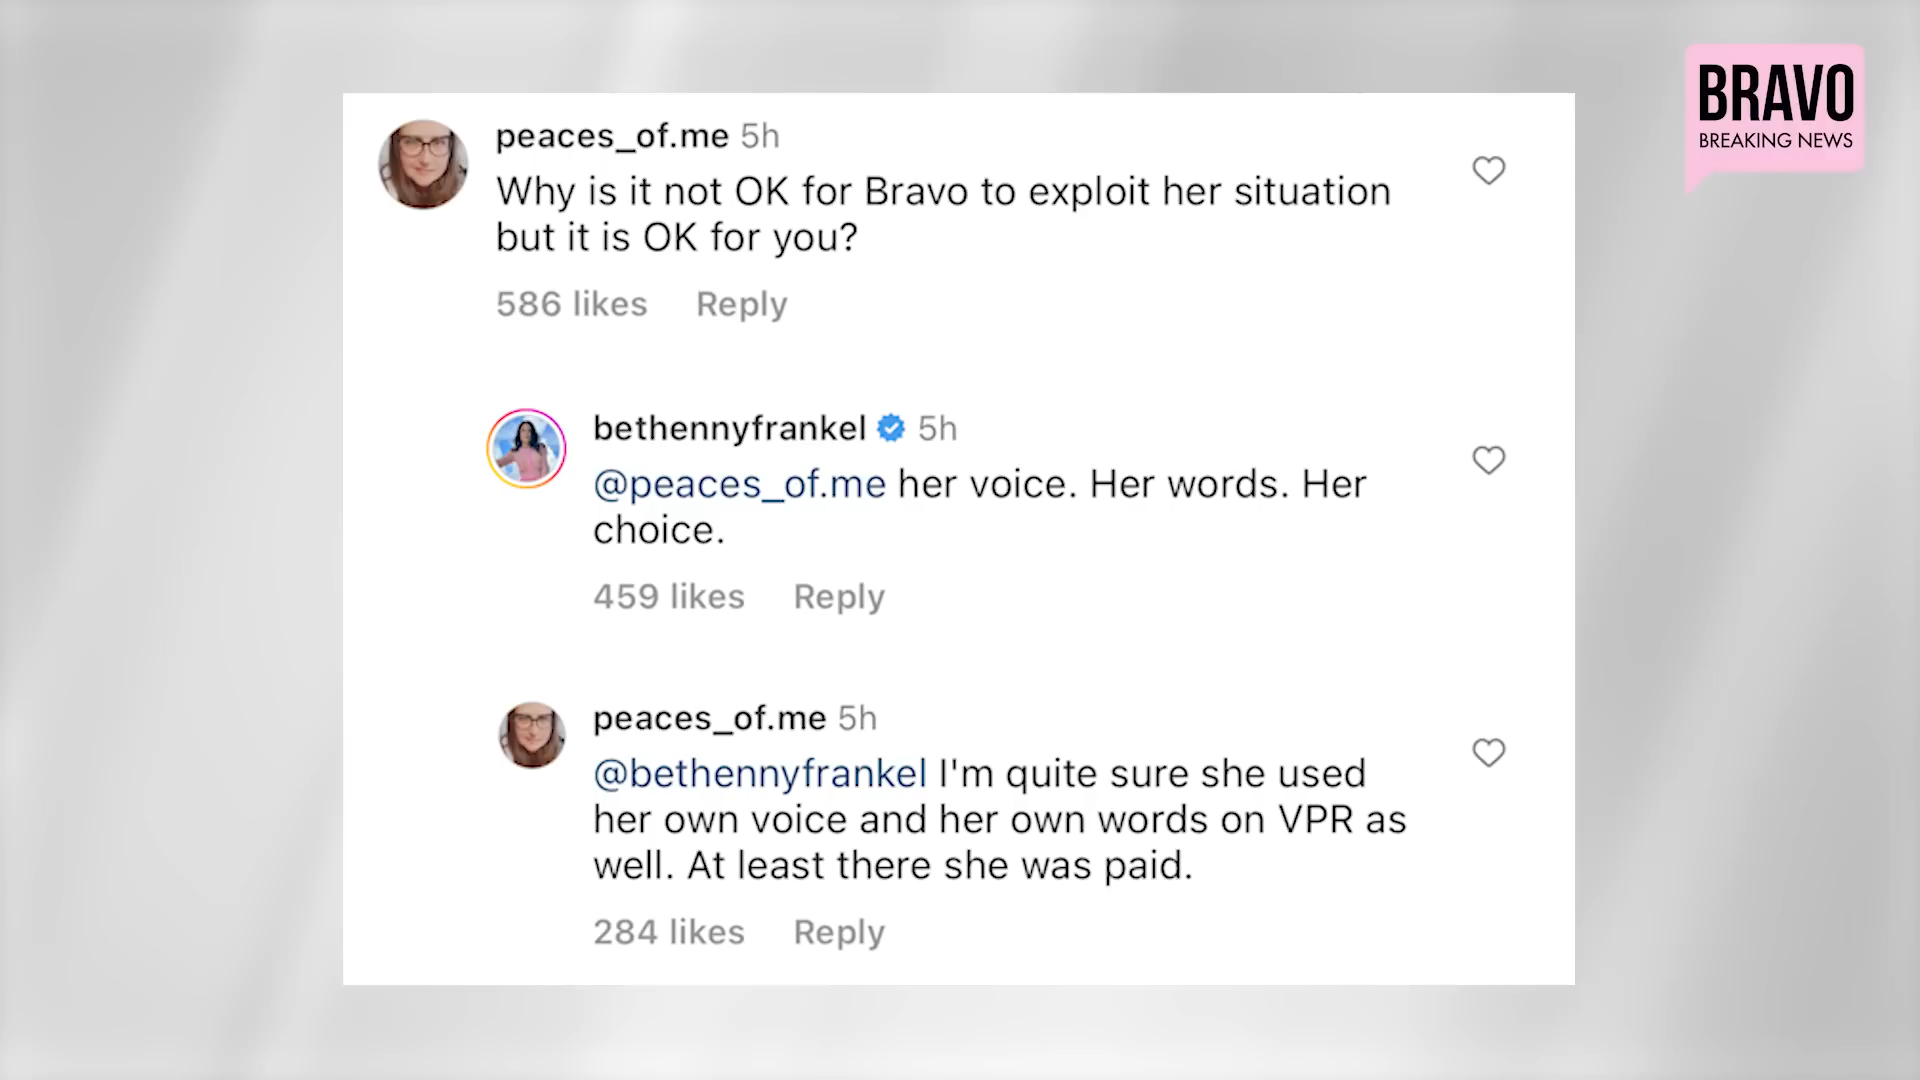 BRAVO
BREAKING NEWS
peaces_of.me 5h
Why is it not OK for Bravo to exploit her situation
but it is OK for you?
586 likes Reply
bethennyfrankel 5h
@peaces_of.me her voice. Her words. Her
choice.
459 likes Reply
peaces_of.me 5h
@bethennyfrankel I'm quite sure she used
her own voice and her own words on VPR as
well. At least there she was paid.
284 likes Reply